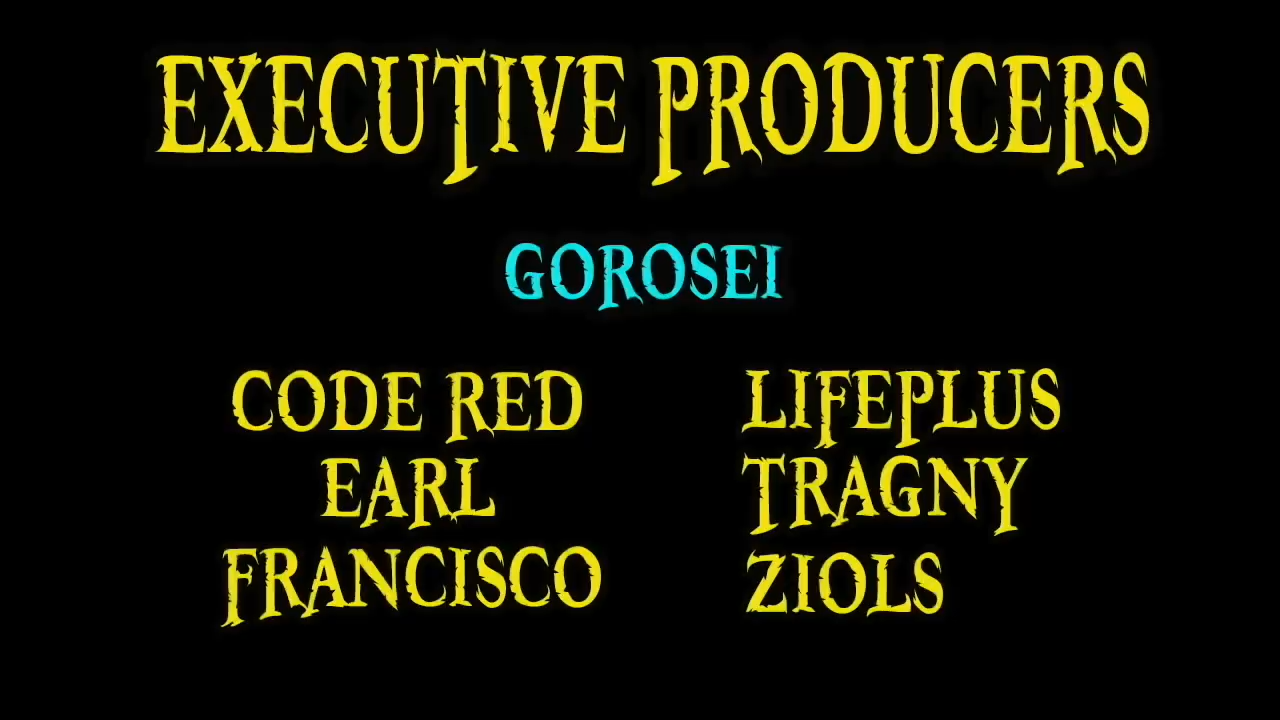 EXECUTIVE PRODUCERS
GOROSEI
CODE RED
EARL
FRANCISCO
LIFEPLUS
TRAGNY
ZIOLS